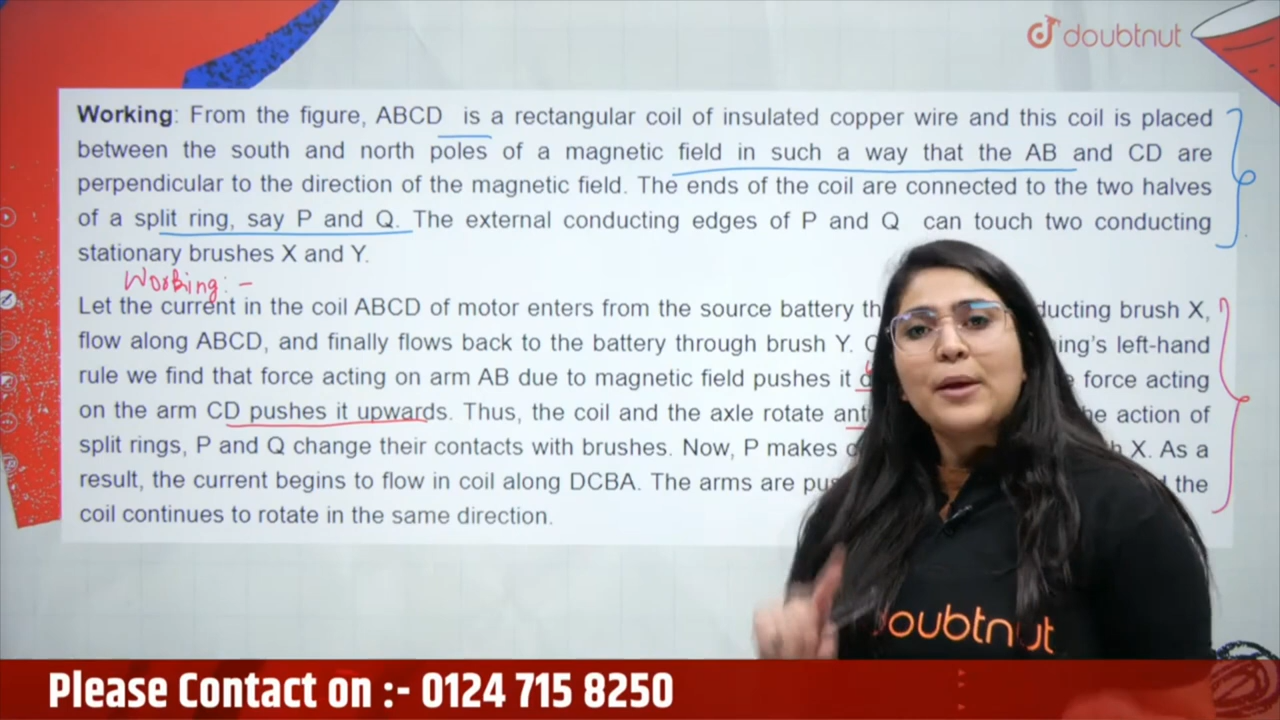 doubtnut
Working: From the figure, ABCD is a rectangular coil of insulated copper wire and this coil is placed
between the south and north poles of a magnetic field in such a way that the AB and CD are
perpendicular to the direction of the magnetic field. The ends of the coil are connected to the two halves
of a split ring, say P and Q. The external conducting edges of P and Q can touch two conducting
stationary brushes X and Y.
Working:-
Let the current in the coil ABCD of motor enters from the source battery brush X,
flow along ABCD, and finally flows back to the battery through brush Y. left-hand
rule we find that force acting on arm AB due to magnetic field pushes it force acting
on the arm CD pushes it upwards. Thus, the coil and the axle rotate action of
split rings, P and Q change their contacts with brushes. Now, P makes X. As a
result, the current begins to flow in coil along DCBA. The arms are the
coil continues to rotate in the same direction.
doubtnut
Please Contact on :- 0124 715 8250